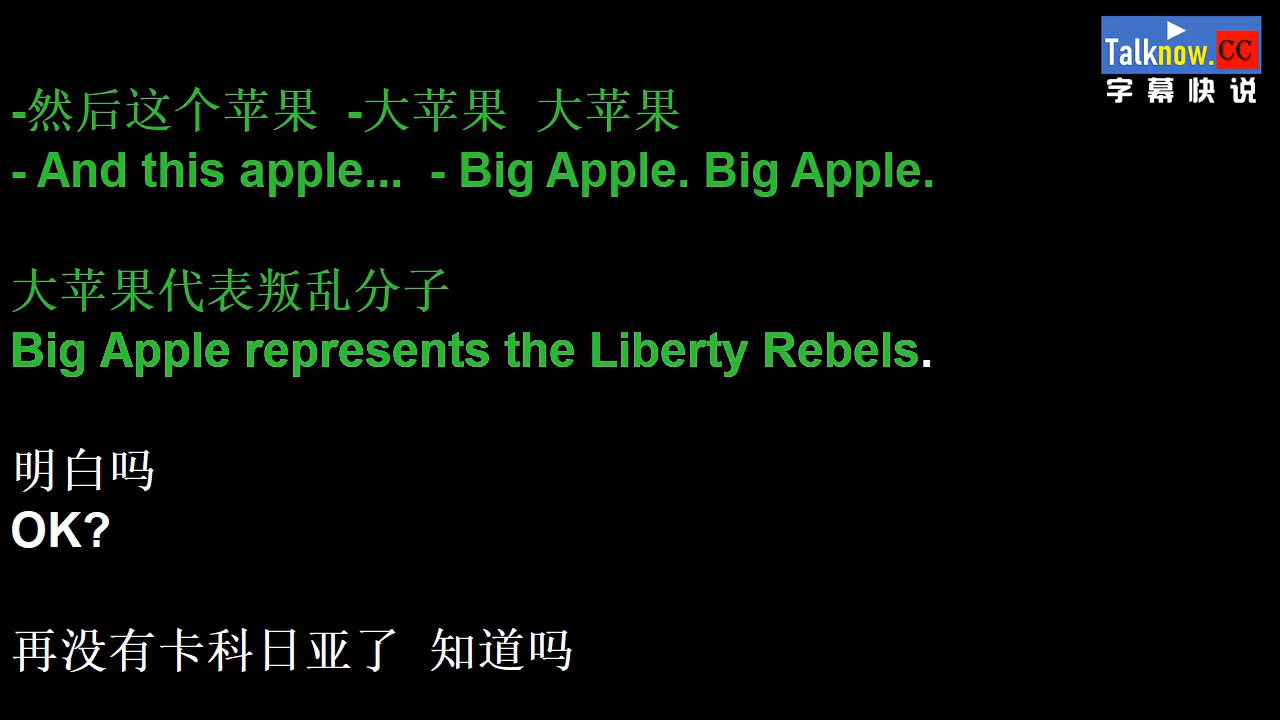 Talknow.CC
字幕快说
-然后这个苹果 -大苹果 大苹果
- And this apple... - Big Apple. Big Apple.
大苹果代表叛乱分子
Big Apple represents the Liberty Rebels.
明白吗
OK?
再没有卡科日亚了 知道吗